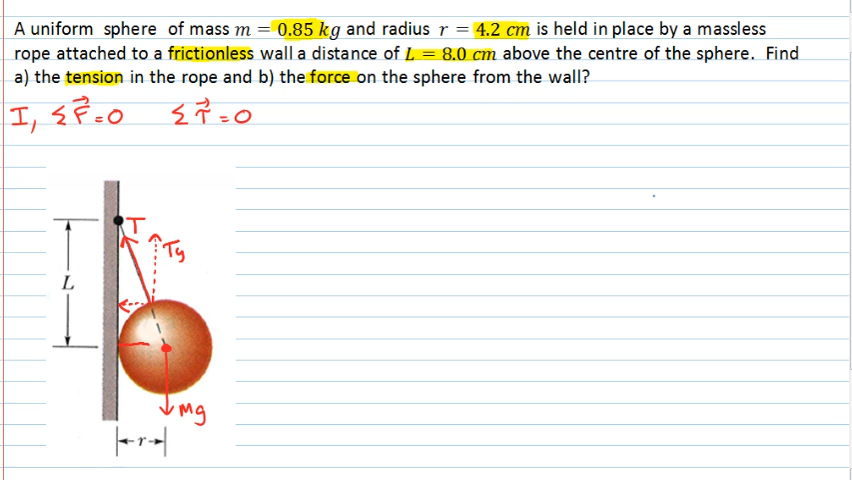 A uniform sphere of mass m = 0.85 kg and radius r = 4.2 cm is held in place by a massless
rope attached to a frictionless wall a distance of L = 8.0 cm above the centre of the sphere. Find
a) the tension in the rope and b) the force on the sphere from the wall?
I, ΣF⃗=0 Στ⃗=0
T
Ty
L
Mg
r